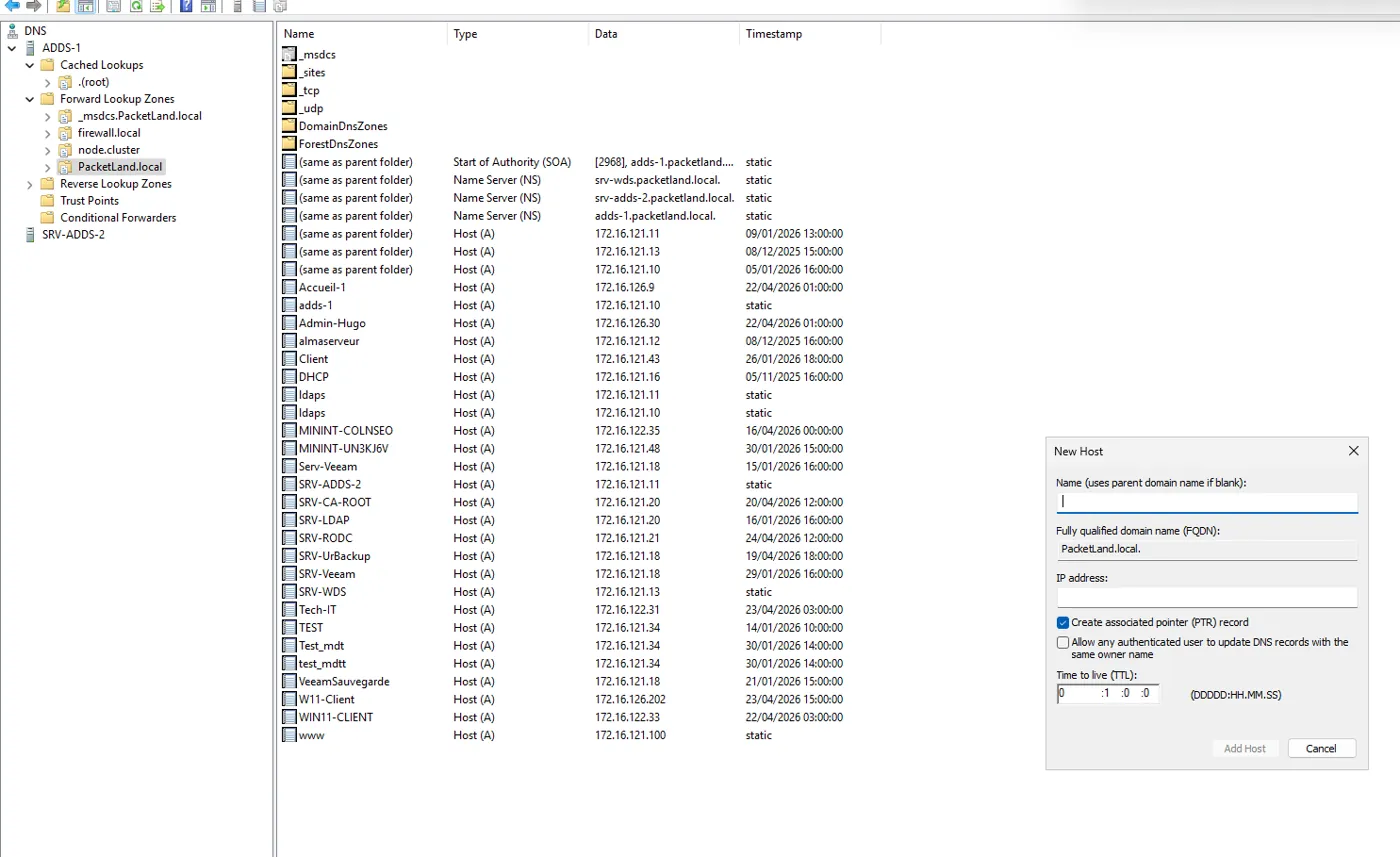 DNS
ADDS-1
Cached Lookups
.(root)
Forward Lookup Zones
_msdcs.PacketLand.local
firewall.local
node.cluster
PacketLand.local
Reverse Lookup Zones
Trust Points
Conditional Forwarders
SRV-ADDS-2
Name Type Data Timestamp
_msdcs
_sites
_tcp
_udp
DomainDnsZones
ForestDnsZones
(same as parent folder) Start of Authority (SOA) [2968], adds-1.packetland.... static
(same as parent folder) Name Server (NS) srv-wds.packetland.local. static
(same as parent folder) Name Server (NS) srv-adds-2.packetland.local. static
(same as parent folder) Name Server (NS) adds-1.packetland.local. static
(same as parent folder) Host (A) 172.16.121.11 09/01/2026 13:00:00
(same as parent folder) Host (A) 172.16.121.13 08/12/2025 15:00:00
(same as parent folder) Host (A) 172.16.121.10 05/01/2026 16:00:00
Accueil-1 Host (A) 172.16.126.9 22/04/2026 01:00:00
adds-1 Host (A) 172.16.121.10 static
Admin-Hugo Host (A) 172.16.126.30 22/04/2026 01:00:00
almaserveur Host (A) 172.16.121.12 08/12/2025 16:00:00
Client Host (A) 172.16.121.43 26/01/2026 18:00:00
DHCP Host (A) 172.16.121.16 05/11/2025 16:00:00
ldaps Host (A) 172.16.121.11 static
ldaps Host (A) 172.16.121.10 static
MININT-COLNSEO Host (A) 172.16.122.35 16/04/2026 00:00:00
MININT-UN3KJ6V Host (A) 172.16.121.48 30/01/2026 15:00:00
Serv-Veeam Host (A) 172.16.121.18 15/01/2026 16:00:00
SRV-ADDS-2 Host (A) 172.16.121.11 static
SRV-CA-ROOT Host (A) 172.16.121.20 20/04/2026 12:00:00
SRV-LDAP Host (A) 172.16.121.20 16/01/2026 16:00:00
SRV-RODC Host (A) 172.16.121.21 24/04/2026 12:00:00
SRV-UrBackup Host (A) 172.16.121.18 19/04/2026 18:00:00
SRV-Veeam Host (A) 172.16.121.18 29/01/2026 16:00:00
SRV-WDS Host (A) 172.16.121.13 static
Tech-IT Host (A) 172.16.122.31 23/04/2026 03:00:00
TEST Host (A) 172.16.121.34 14/01/2026 10:00:00
Test_mdt Host (A) 172.16.121.34 30/01/2026 14:00:00
test_mdtt Host (A) 172.16.121.34 30/01/2026 14:00:00
VeeamSauvegarde Host (A) 172.16.121.18 21/01/2026 15:00:00
W11-Client Host (A) 172.16.126.202 23/04/2026 15:00:00
WIN11-CLIENT Host (A) 172.16.122.33 22/04/2026 03:00:00
www Host (A) 172.16.121.100 static
New Host
Name (uses parent domain name if blank):
Fully qualified domain name (FQDN):
PacketLand.local.
IP address:
Create associated pointer (PTR) record
Allow any authenticated user to update DNS records with the
same owner name
Time to live (TTL):
0 :1 :0 :0 (DDDDD:HH.MM.SS)
Add Host Cancel